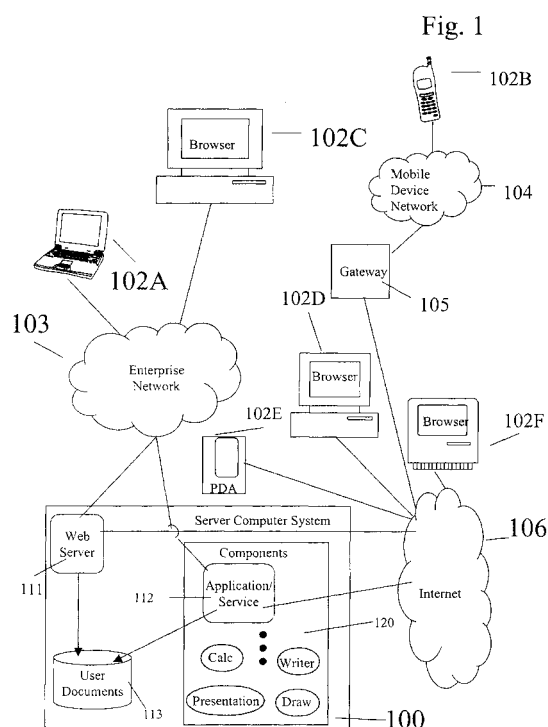 Fig. 1
102B
Browser
102C
Mobile
Device
Network
104
102A
Gateway
105
103
102D
Enterprise
Network
Browser
102E
Browser
102F
PDA
Server Computer System
106
Web
Server
Components
111
Application/
Service
112
Internet
120
Calc
Writer
User
Documents
113
Presentation
Draw
100